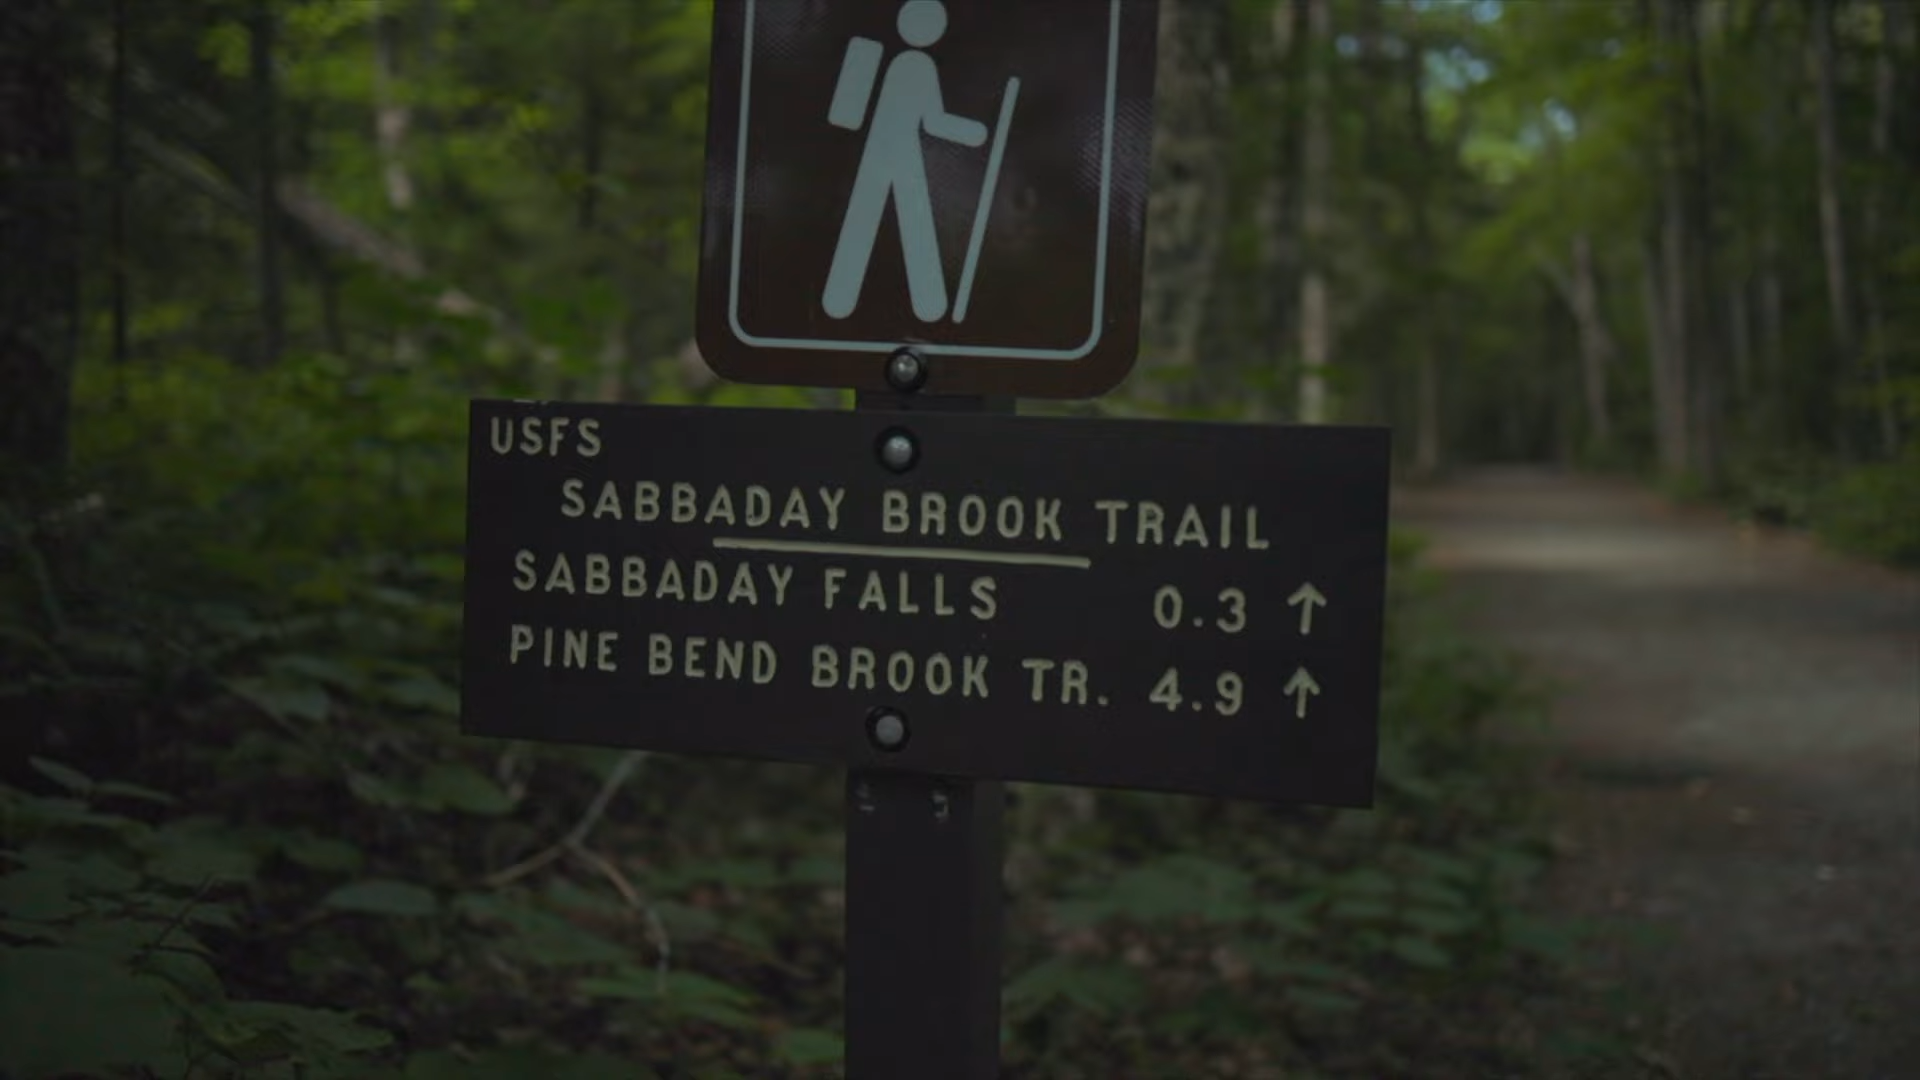 USFS
SABBADAY BROOK TRAIL
SABBADAY FALLS 0.3 ↑
PINE BEND BROOK TR. 4.9 ↑